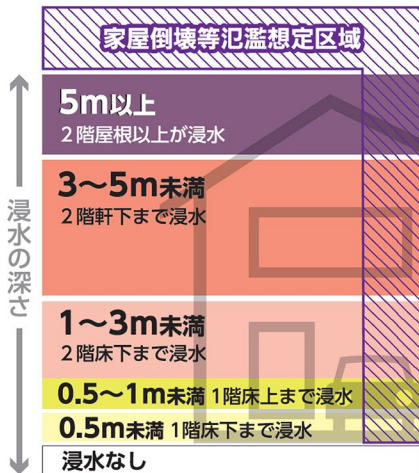 家屋倒壊等氾濫想定区域
浸水の深さ
5m以上
2階屋根以上が浸水
3～5m未満
2階軒下まで浸水
1～3m未満
2階床下まで浸水
0.5～1m未満 1階床上まで浸水
0.5m未満 1階床下まで浸水
浸水なし